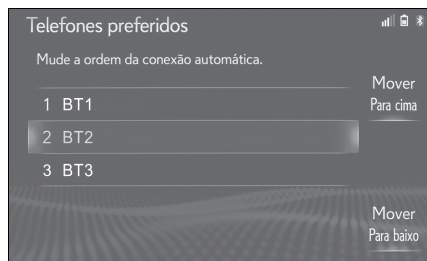 Telefones preferidos
Mude a ordem da conexão automática.
Mover
Para cima
1 BT1
2 BT2
3 BT3
Mover
Para baixo